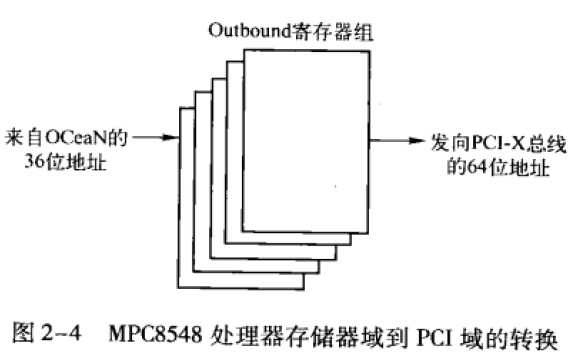 Outbound寄存器组
来自OCeaN的
36位地址
发向PCI-X总线
的64位地址
图 2-4 MPC8548 处理器存储器域到 PCI 域的转换